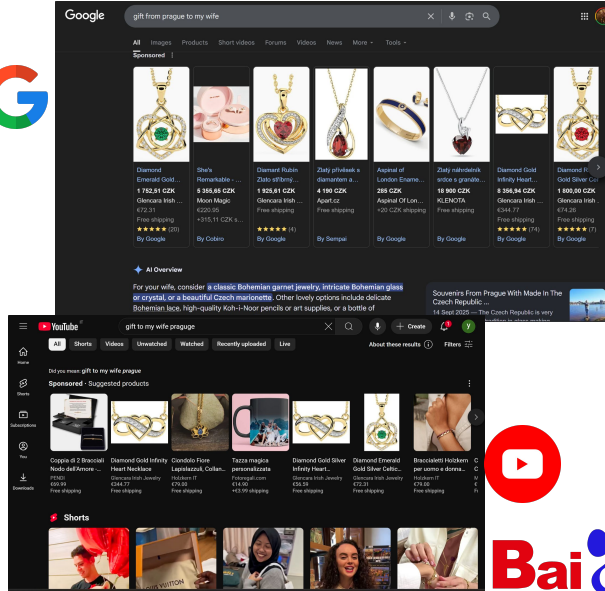 Google
gift from prague to my wife
All Images Products Short videos Forums Videos News More Tools
Sponsored
Diamond Emerald Gold...
1 752,51 CZK
Glencara Irish ...
€72.31
Free shipping
(20)
By Google
She's Remarkable - ...
5 355,65 CZK
Moon Magic
€220.95
+315,11 CZK s...
By Cobiro
Diamant Rubín Zlato stříbrný...
1 925,61 CZK
Glencara Irish ...
Free shipping
(4)
By Google
Zlatý přívěsek x diamantem a...
4 190 CZK
Apart.cz
Free shipping
By Sempai
Aspinal of London Ename...
285 CZK
Aspinal Of Lon...
+20 CZK shipping
By Google
Zlatý náhrdelník srdce s granáte...
18 900 CZK
KLENOTA
Free shipping
By Google
Diamond Gold Infinity Heart...
8 356,94 CZK
Glencara Irish ...
€344.77
Free shipping
(74)
By Google
Diamond R
Gold Silver Cel
1 800,00 CZK
Glencara Irish
€74.26
Free shipping
(7)
By Google
AI Overview
For your wife, consider a classic Bohemian garnet jewelry, intricate Bohemian glass
or crystal, or a beautiful Czech marionette. Other lovely options include delicate
Bohemian lace, high-quality Koh-i-Noor pencils or art supplies, or a bottle of
Souvenirs From Prague With Made In The
Czech Republic ...
14 Sept 2025 — The Czech Republic is very
YouTube
gift to my wife praguge
Create
y
Home
Shorts
Subscriptions
You
Downloads
All Shorts Videos Unwatched Watched Recently uploaded Live
About these results Filters
Did you mean: gift to my wife prague
Sponsored · Suggested products
Coppia di 2 Bracciali Nodo dell'Amore -...
PENDI
€69.99
Free shipping
Diamond Gold Infinity Heart Necklace
Glencara Irish Jewelry
€344.77
Free shipping
Ciondolo Fiore Lapislazzuli, Collan...
Holzkern IT
€79.00
Free shipping
Tazza magica personalizzata
Fotoregali.com
€14.90
+€3.99 shipping
Diamond Gold Silver Infinity Heart...
Glencara Irish Jewelry
€56.59
Free shipping
Diamond Emerald Gold Silver Celtic...
Glencara Irish Jewelry
€72.31
Free shipping
Braccialetti Holzkern per uomo e donna...
Holzkern IT
€79.00
Free shipping
Shorts
LOUIS VUITTON
Bai